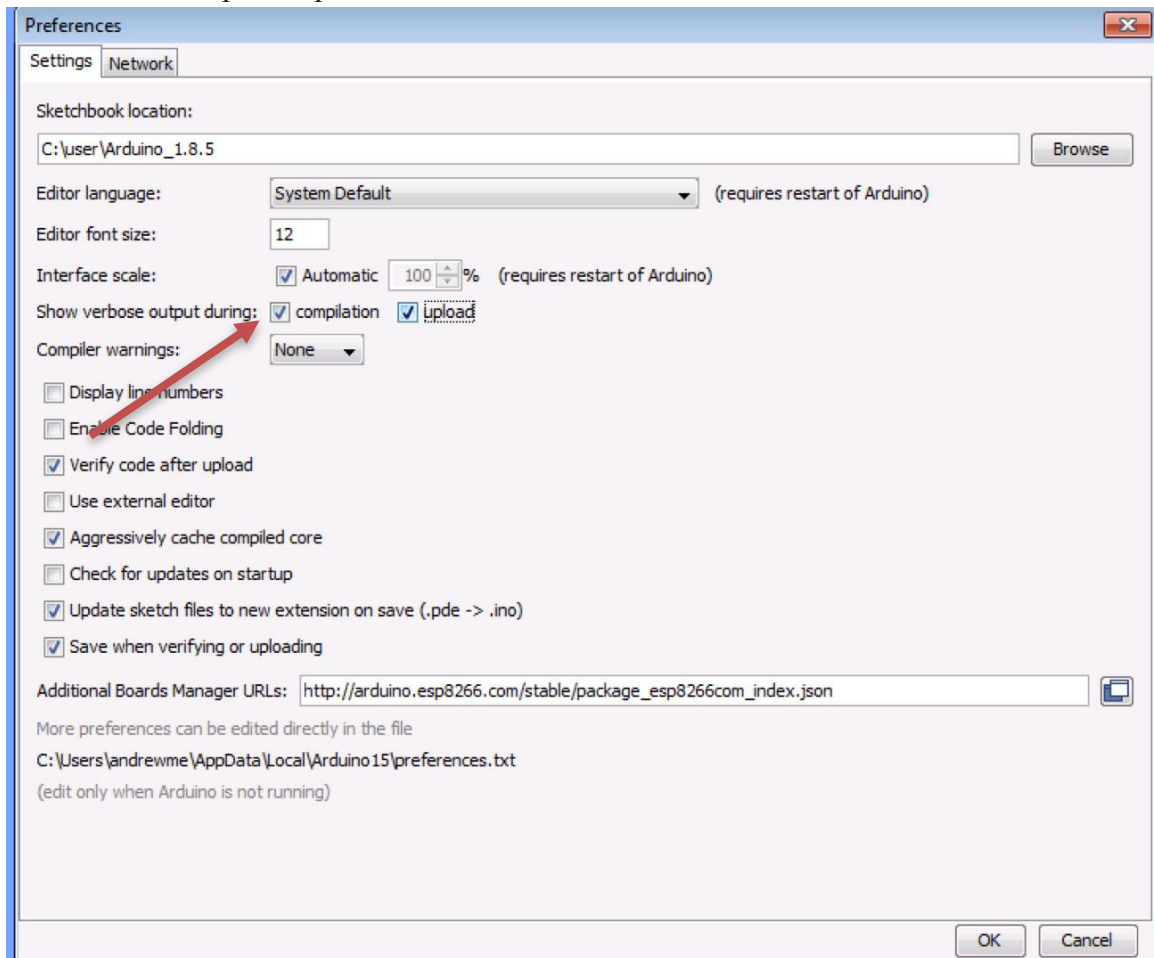 Preferences
Settings Network
Sketchbook location:
C:\user\Arduino_1.8.5 Browse
Editor language: System Default (requires restart of Arduino)
Editor font size: 12
Interface scale: Automatic 100 % (requires restart of Arduino)
Show verbose output during: compilation upload
Compiler warnings: None
Display line numbers
Enable Code Folding
Verify code after upload
Use external editor
Aggressively cache compiled core
Check for updates on startup
Update sketch files to new extension on save (.pde -> .ino)
Save when verifying or uploading
Additional Boards Manager URLs: http://arduino.esp8266.com/stable/package_esp8266com_index.json
More preferences can be edited directly in the file
C:\Users\andrewme\AppData\Local\Arduino15\preferences.txt
(edit only when Arduino is not running)
OK Cancel